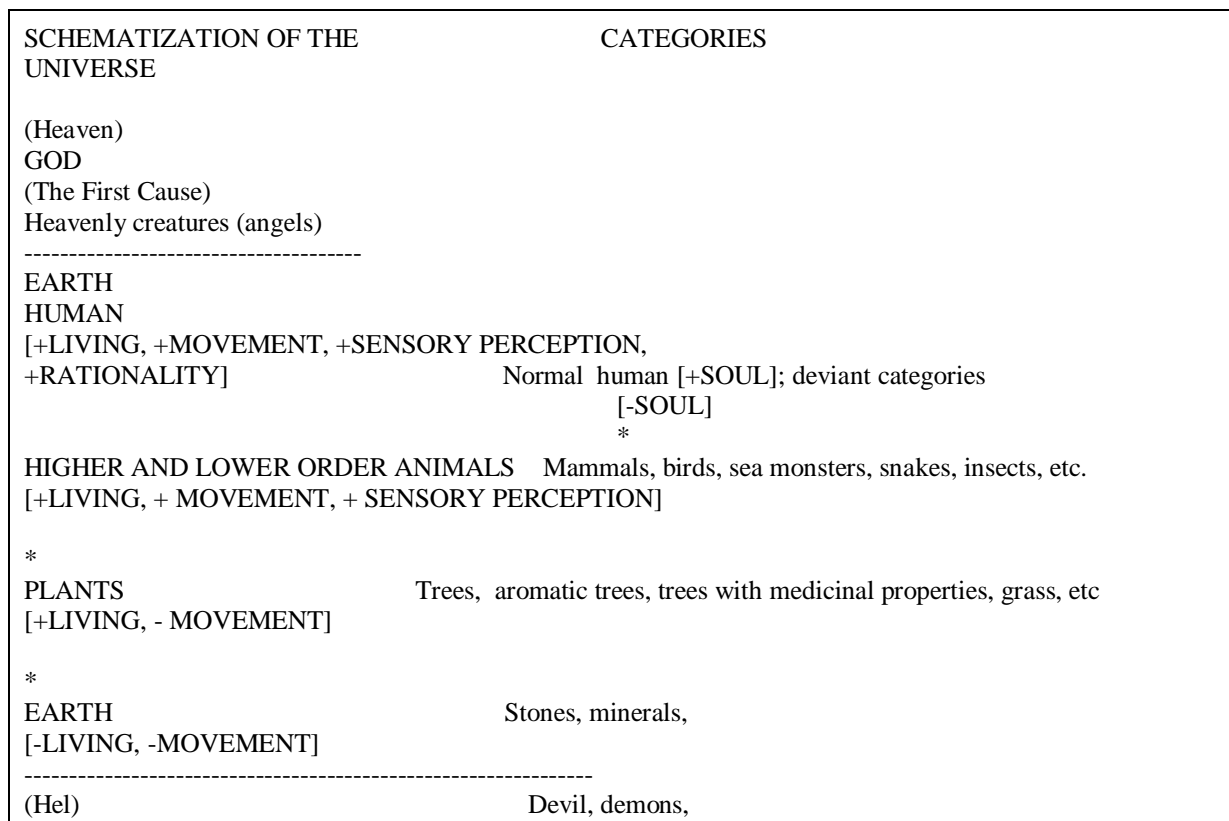 SCHEMATIZATION OF THE CATEGORIES
UNIVERSE
(Heaven)
GOD
(The First Cause)
Heavenly creatures (angels)
-------------------------------------
EARTH
HUMAN
[+LIVING, +MOVEMENT, +SENSORY PERCEPTION,
+RATIONALITY] Normal human [+SOUL]; deviant categories
[-SOUL]
*
HIGHER AND LOWER ORDER ANIMALS Mammals, birds, sea monsters, snakes, insects, etc.
[+LIVING, + MOVEMENT, + SENSORY PERCEPTION]
*
PLANTS Trees, aromatic trees, trees with medicinal properties, grass, etc
[+LIVING, - MOVEMENT]
*
EARTH Stones, minerals,
[-LIVING, -MOVEMENT]
---------------------------------------------------------------
(Hel) Devil, demons,